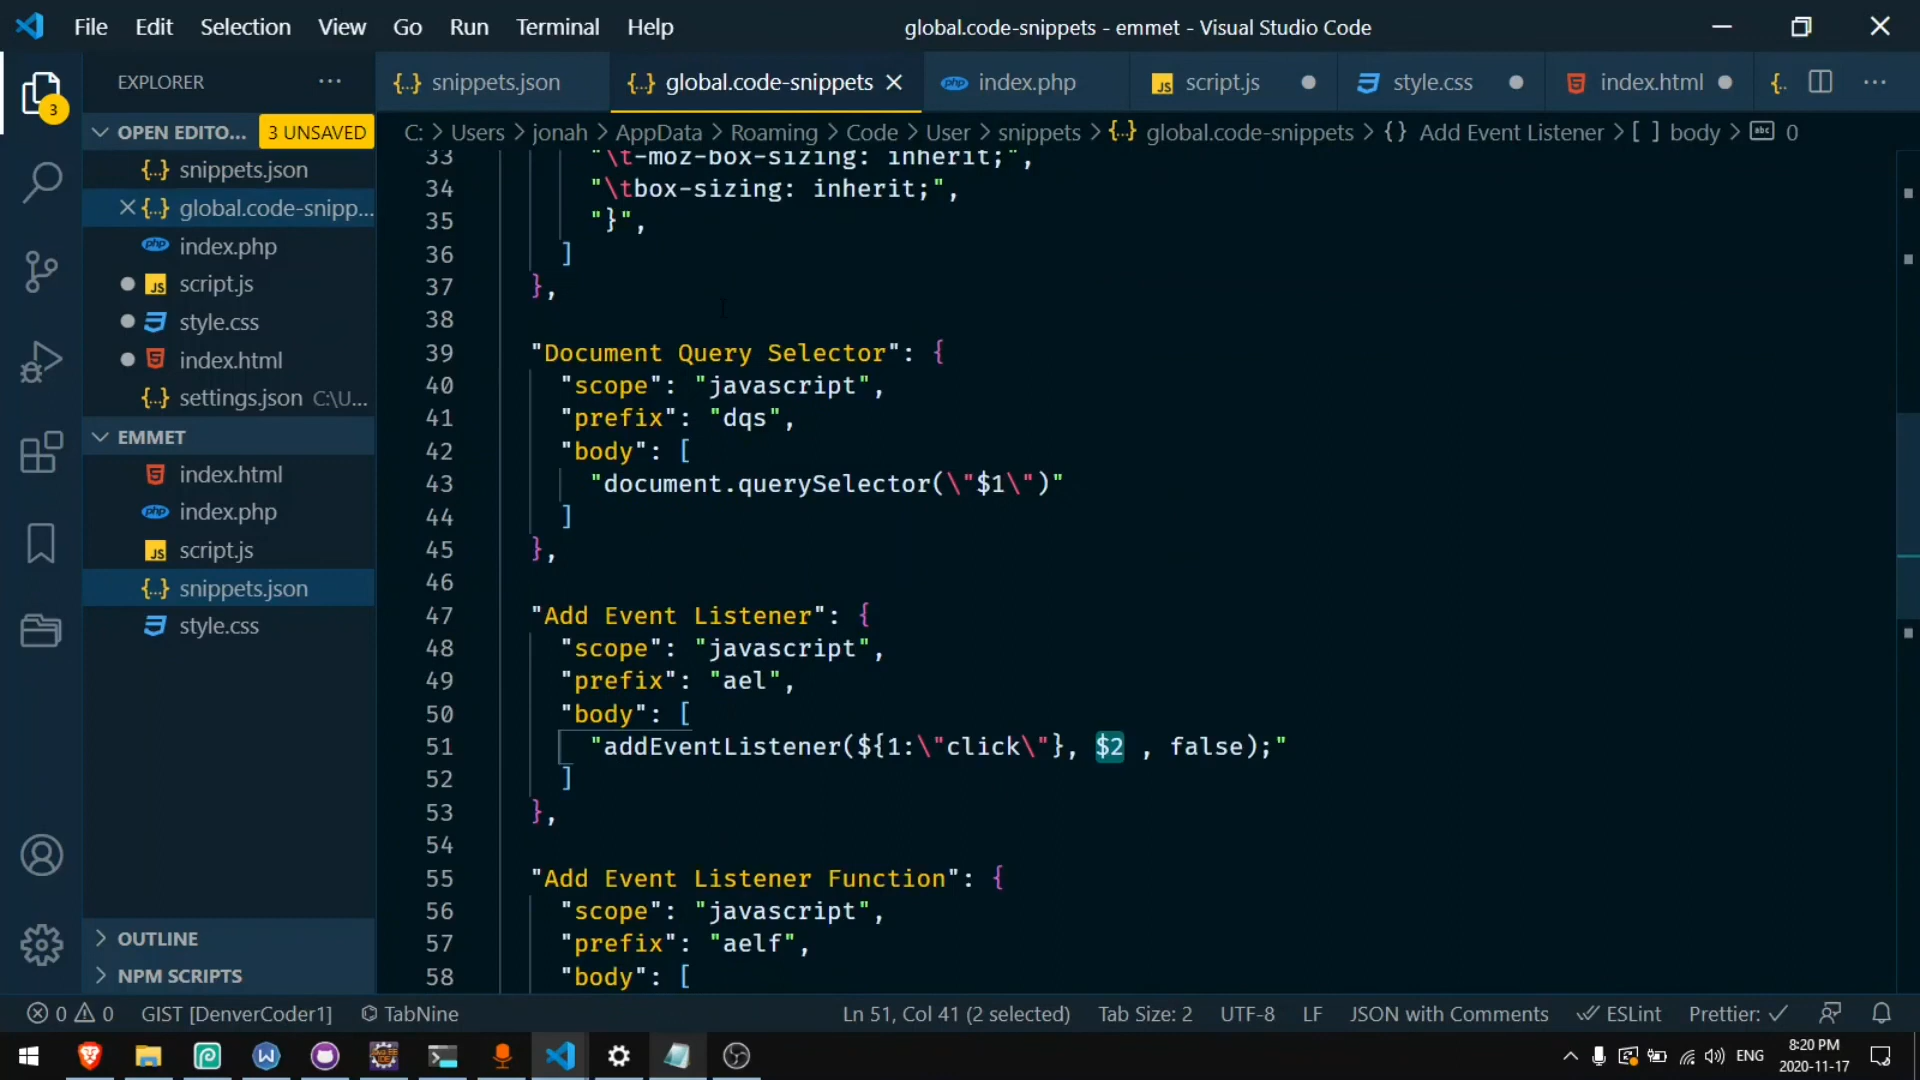 File Edit Selection View Go Run Terminal Help
global.code-snippets - emmet - Visual Studio Code
EXPLORER ···
{..} snippets.json
{..} global.code-snippets
php index.php
JS script.js
style.css
index.html
{.
3
OPEN EDITO... 3 UNSAVED
C: > Users > jonah > AppData > Roaming > Code > User > snippets > {..} global.code-snippets > {} Add Event Listener > [ ] body > abc 0
{..} snippets.json
{..} global.code-snipp...
php index.php
JS script.js
style.css
index.html
{..} settings.json C:\U...
EMMET
index.html
php index.php
JS script.js
{..} snippets.json
style.css
OUTLINE
NPM SCRIPTS
33 "\t-moz-box-sizing: inherit;",
34 "\tbox-sizing: inherit;",
35 "}",
36 ]
37 },
38
39 "Document Query Selector": {
40 "scope": "javascript",
41 "prefix": "dqs",
42 "body": [
43 "document.querySelector(\"$1\")"
44 ]
45 },
46
47 "Add Event Listener": {
48 "scope": "javascript",
49 "prefix": "ael",
50 "body": [
51 "addEventListener(${1:\"click\"}, $2 , false);"
52 ]
53 },
54
55 "Add Event Listener Function": {
56 "scope": "javascript",
57 "prefix": "aelf",
58 "body": [
0 0 GIST [DenverCoder1] TabNine
Ln 51, Col 41 (2 selected) Tab Size: 2 UTF-8 LF JSON with Comments ESLint Prettier: ✓
ENG
8:20 PM
2020-11-17